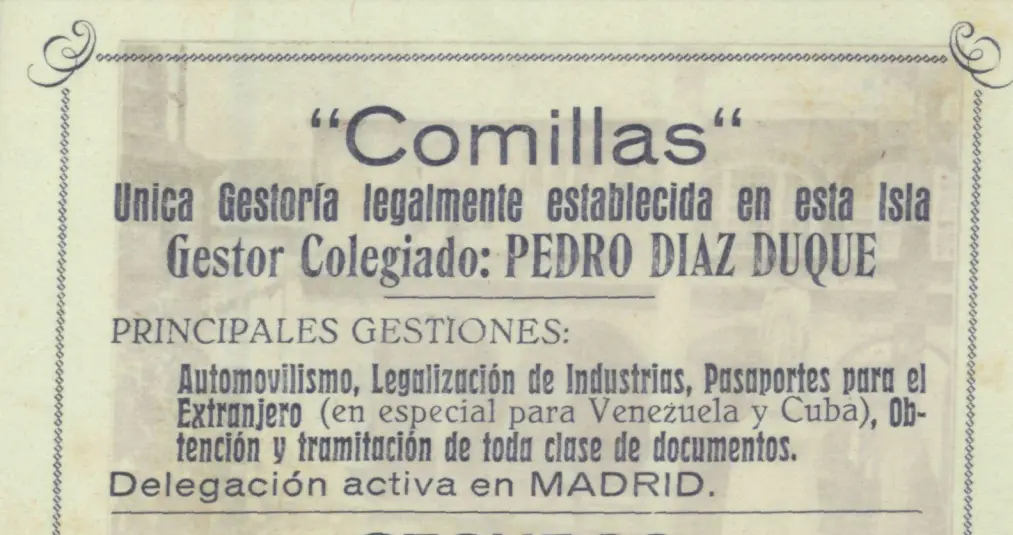 “Comillas“
Unica Gestoría legalmente establecida en esta Isla
Gestor Colegiado: PEDRO DIAZ DUQUE
PRINCIPALES GESTIONES:
Automovilismo, Legalización de Industrias, Pasaportes para el
Extranjero (en especial para Venezuela y Cuba), Ob-
tención y tramitación de toda clase de documentos.
Delegación activa en MADRID.